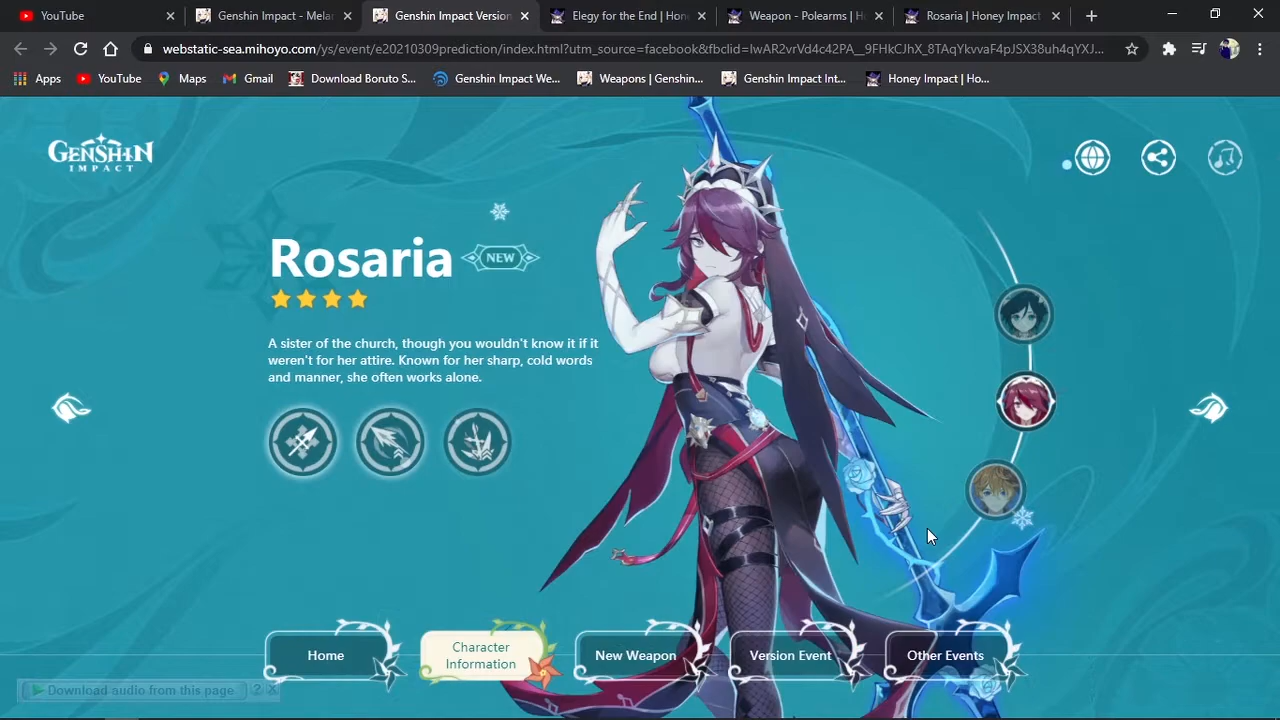 YouTube
Genshin Impact - Mela
Genshin Impact Version
Elegy for the End | Hone
Weapon - Polearms | H
Rosaria | Honey Impact
webstatic-sea.mihoyo.com/ys/event/e20210309prediction/index.html?utm_source=facebook&fbclid=IwAR2vrVd4c42PA__9FHkCJhX_8TAqYkvvaF4pJSX38uh4qYXJ...
Apps
YouTube
Maps
Gmail
Download Boruto S...
Genshin Impact We...
Weapons | Genshin...
Genshin Impact Int...
Honey Impact | Ho...
GENSHIN
IMPACT
Rosaria
NEW
A sister of the church, though you wouldn't know it if it
weren't for her attire. Known for her sharp, cold words
and manner, she often works alone.
Home
Character
Information
New Weapon
Version Event
Other Events
Download audio from this page
? X